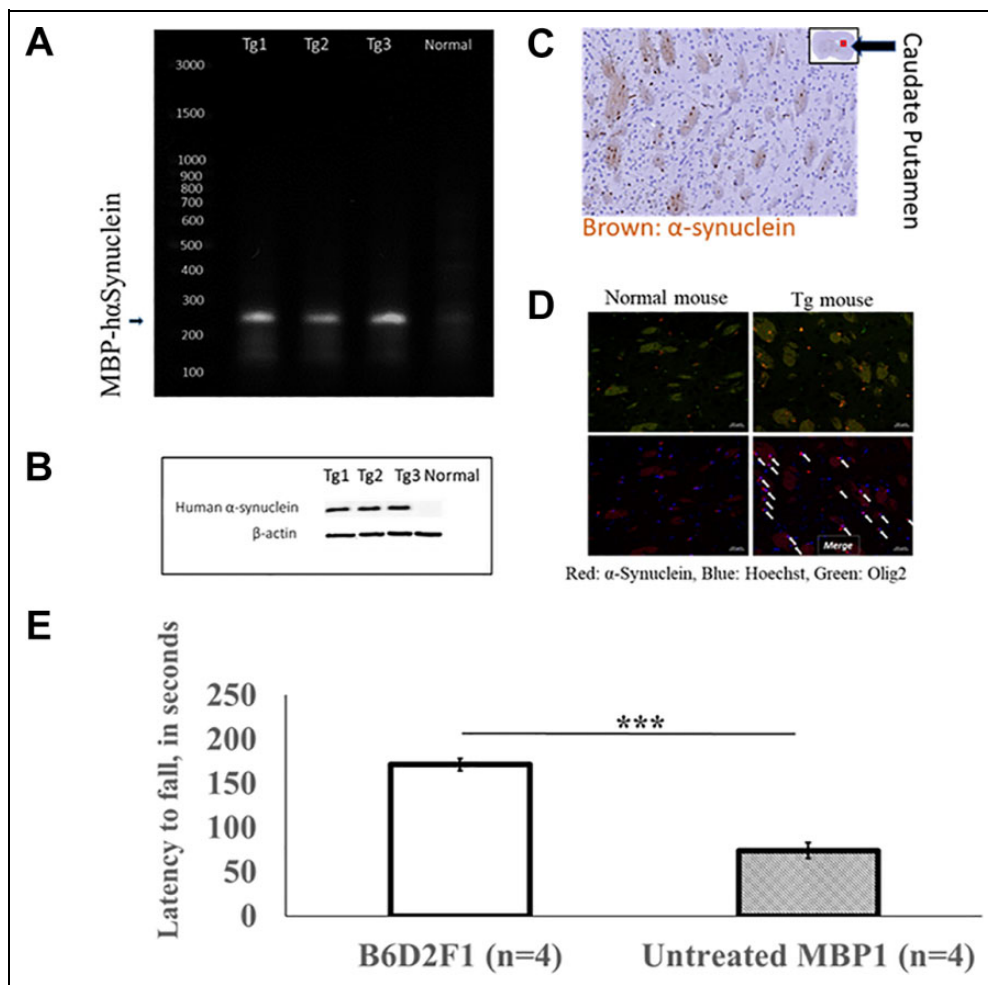 A
Tg1 Tg2 Tg3 Normal
3000
1500
1000
900
800
700
600
500
400
300
200
100
MBP-hαSynuclein
B
Tg1 Tg2 Tg3 Normal
Human α-synuclein
β-actin
C
Caudate Putamen
Brown: α-synuclein
D
Normal mouse Tg mouse
Merge
Red: α-Synuclein, Blue: Hoechst, Green: Olig2
E
Latency to fall, in seconds
250
200
150
100
50
0
***
B6D2F1 (n=4) Untreated MBP1 (n=4)